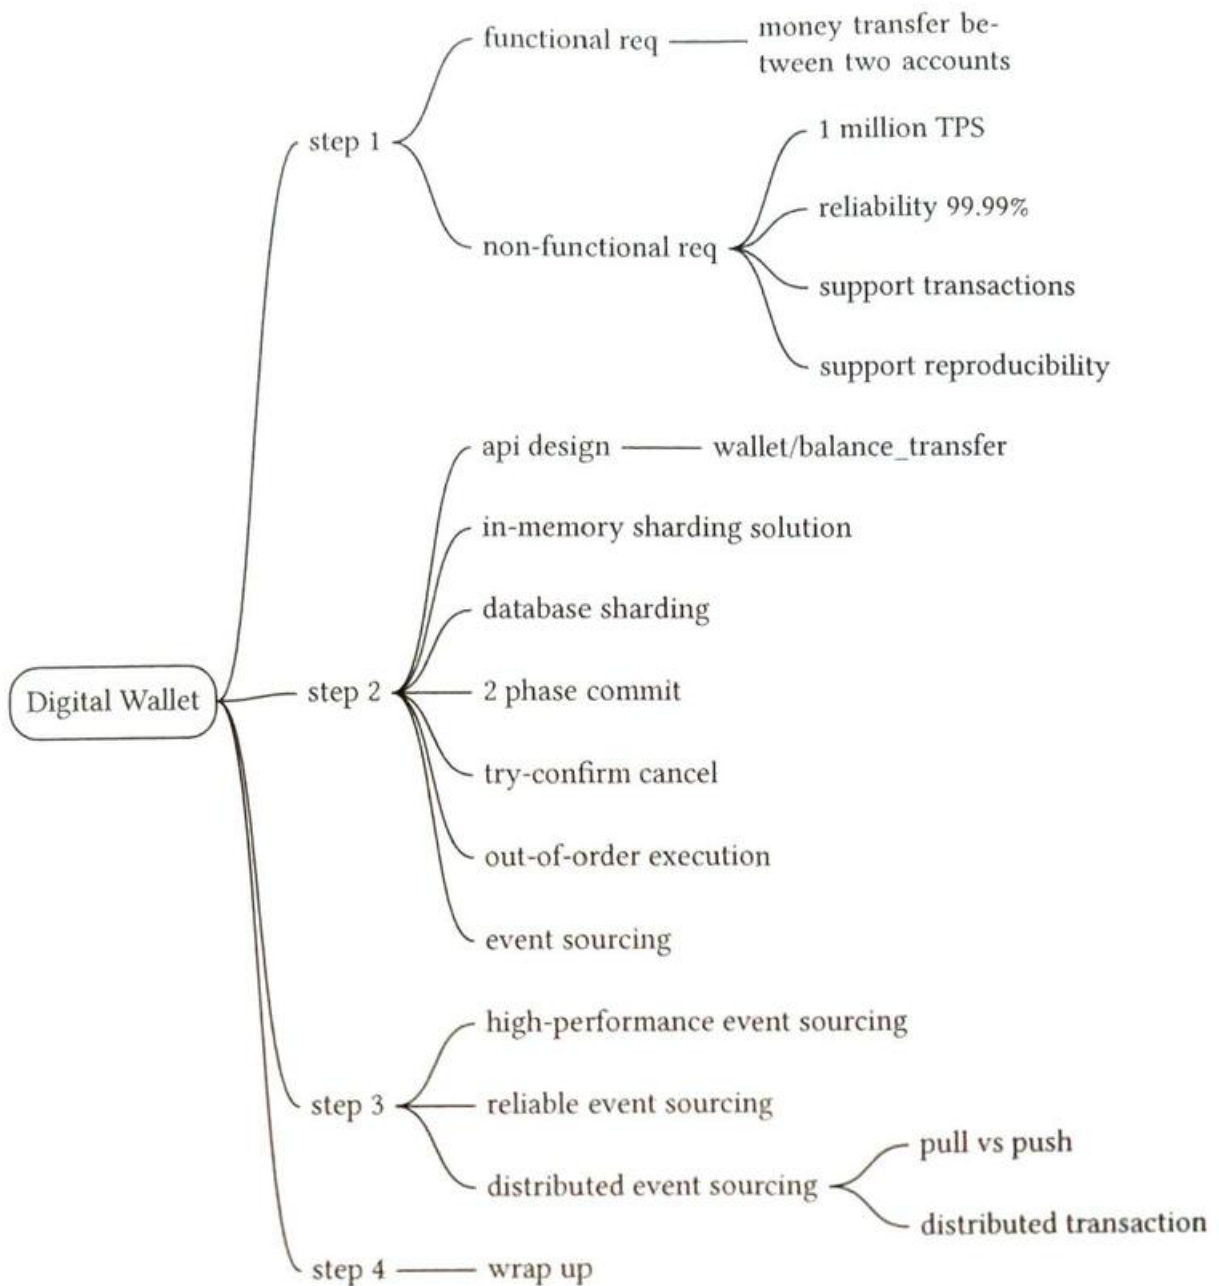 functional req
money transfer be-
tween two accounts
step 1
1 million TPS
reliability 99.99%
non-functional req
support transactions
support reproducibility
api design
wallet/balance_transfer
in-memory sharding solution
database sharding
Digital Wallet
step 2
2 phase commit
try-confirm cancel
out-of-order execution
event sourcing
high-performance event sourcing
step 3
reliable event sourcing
pull vs push
distributed event sourcing
distributed transaction
step 4
wrap up